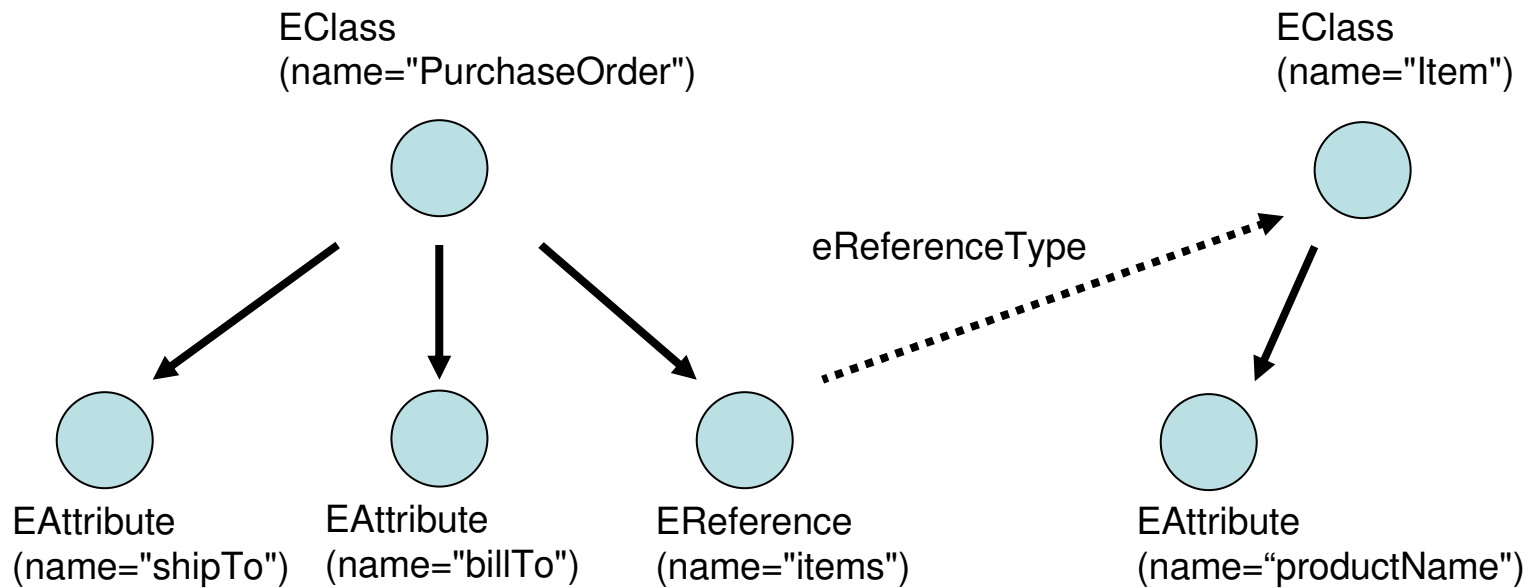 EClass
(name="PurchaseOrder")
EClass
(name="Item")
eReferenceType
EAttribute
(name="shipTo")
EAttribute
(name="billTo")
EReference
(name="items")
EAttribute
(name=“productName")